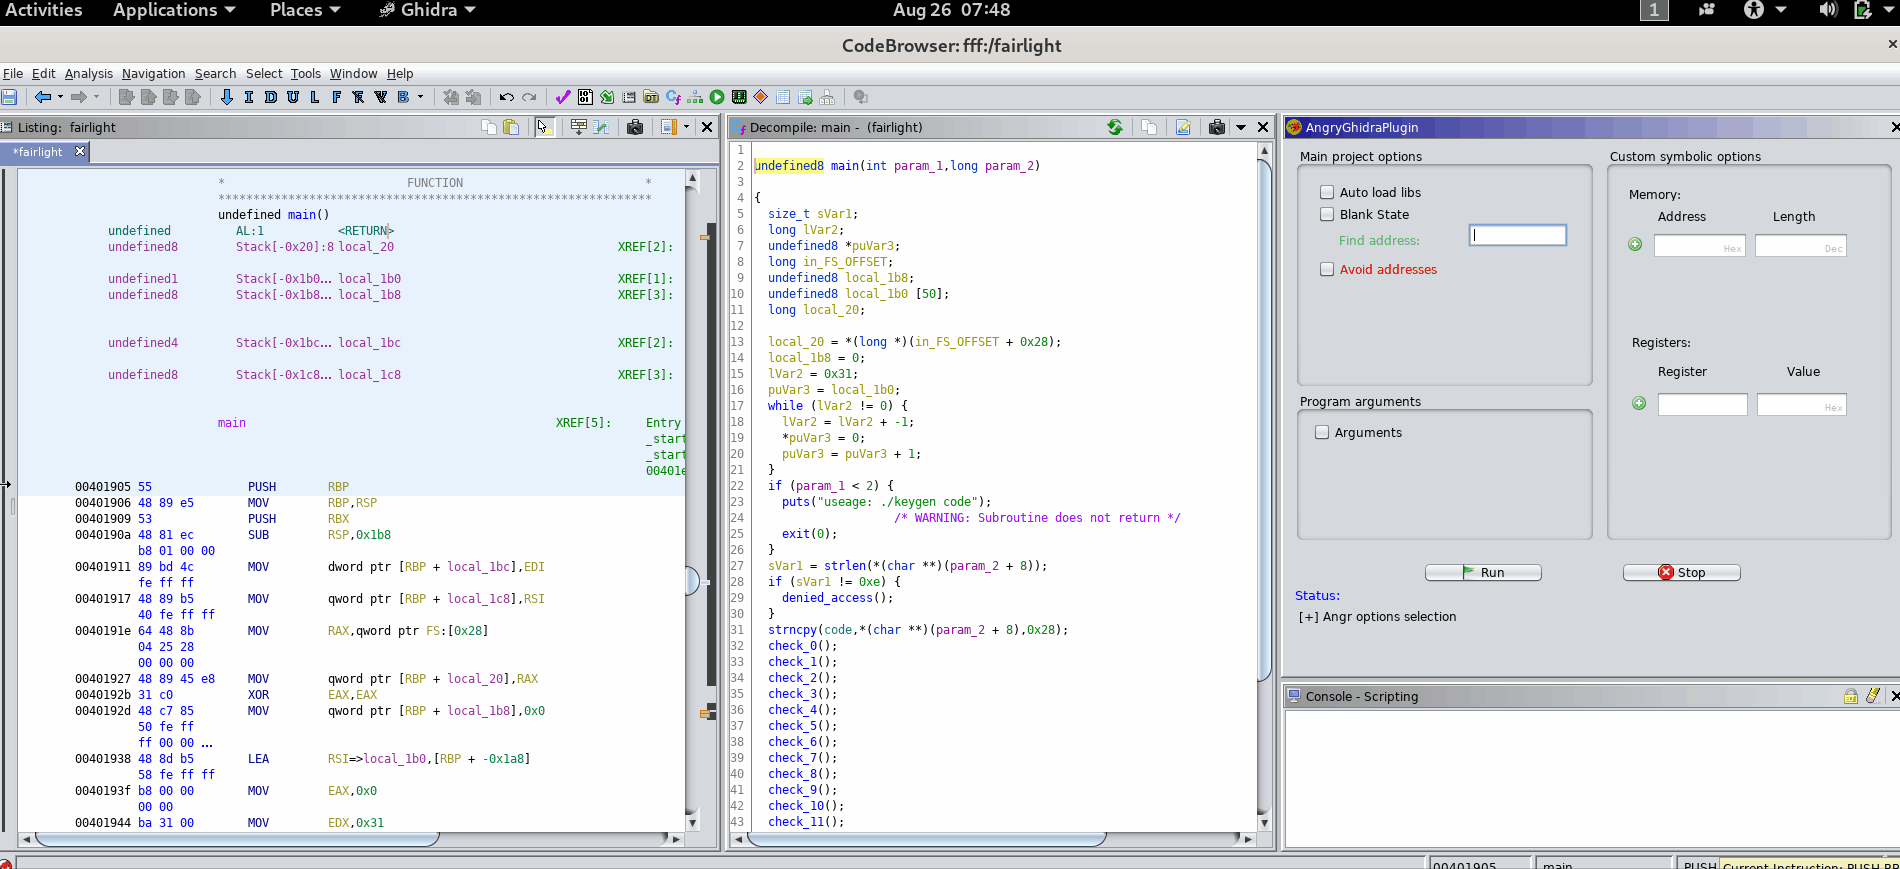 Activities Applications Places Ghidra Aug 26 07:48 1
CodeBrowser: fff:/fairlight
File Edit Analysis Navigation Search Select Tools Window Help
I D U L F V B
Listing: fairlight
*fairlight
* FUNCTION *
**************************************************************
undefined main()
undefined AL:1 <RETURN>
undefined8 Stack[-0x20]:8 local_20 XREF[2]:
undefined1 Stack[-0x1b0... local_1b0 XREF[1]:
undefined8 Stack[-0x1b8... local_1b8 XREF[3]:
undefined4 Stack[-0x1bc... local_1bc XREF[2]:
undefined8 Stack[-0x1c8... local_1c8 XREF[3]:
main XREF[5]: Entry
_start
_start
00401e
00401905 55 PUSH RBP
00401906 48 89 e5 MOV RBP,RSP
00401909 53 PUSH RBX
0040190a 48 81 ec SUB RSP,0x1b8
b8 01 00 00
00401911 89 bd 4c MOV dword ptr [RBP + local_1bc],EDI
fe ff ff
00401917 48 89 b5 MOV qword ptr [RBP + local_1c8],RSI
40 fe ff ff
0040191e 64 48 8b MOV RAX,qword ptr FS:[0x28]
04 25 28
00 00 00
00401927 48 89 45 e8 MOV qword ptr [RBP + local_20],RAX
0040192b 31 c0 XOR EAX,EAX
0040192d 48 c7 85 MOV qword ptr [RBP + local_1b8],0x0
50 fe ff
ff 00 00 ...
00401938 48 8d b5 LEA RSI=>local_1b0,[RBP + -0x1a8]
58 fe ff ff
0040193f b8 00 00 MOV EAX,0x0
00 00
00401944 ba 31 00 MOV EDX,0x31
Decompile: main - (fairlight)
1
2 undefined8 main(int param_1,long param_2)
3
4 {
5 size_t sVar1;
6 long lVar2;
7 undefined8 *puVar3;
8 long in_FS_OFFSET;
9 undefined8 local_1b8;
10 undefined8 local_1b0 [50];
11 long local_20;
12
13 local_20 = *(long *)(in_FS_OFFSET + 0x28);
14 local_1b8 = 0;
15 lVar2 = 0x31;
16 puVar3 = local_1b0;
17 while (lVar2 != 0) {
18 lVar2 = lVar2 + -1;
19 *puVar3 = 0;
20 puVar3 = puVar3 + 1;
21 }
22 if (param_1 < 2) {
23 puts("useage: ./keygen code");
24 /* WARNING: Subroutine does not return */
25 exit(0);
26 }
27 sVar1 = strlen(*(char **)(param_2 + 8));
28 if (sVar1 != 0xe) {
29 denied_access();
30 }
31 strncpy(code,*(char **)(param_2 + 8),0x28);
32 check_0();
33 check_1();
34 check_2();
35 check_3();
36 check_4();
37 check_5();
38 check_6();
39 check_7();
40 check_8();
41 check_9();
42 check_10();
43 check_11();
AngryGhidraPlugin
Main project options
Auto load libs
Blank State
Find address:
Avoid addresses
Program arguments
Arguments
Custom symbolic options
Memory:
Address Length
Hex Dec
Registers:
Register Value
Hex
Run Stop
Status:
[+] Angr options selection
Console - Scripting
00401905 main PUSH Current Instruction: PUSH RB